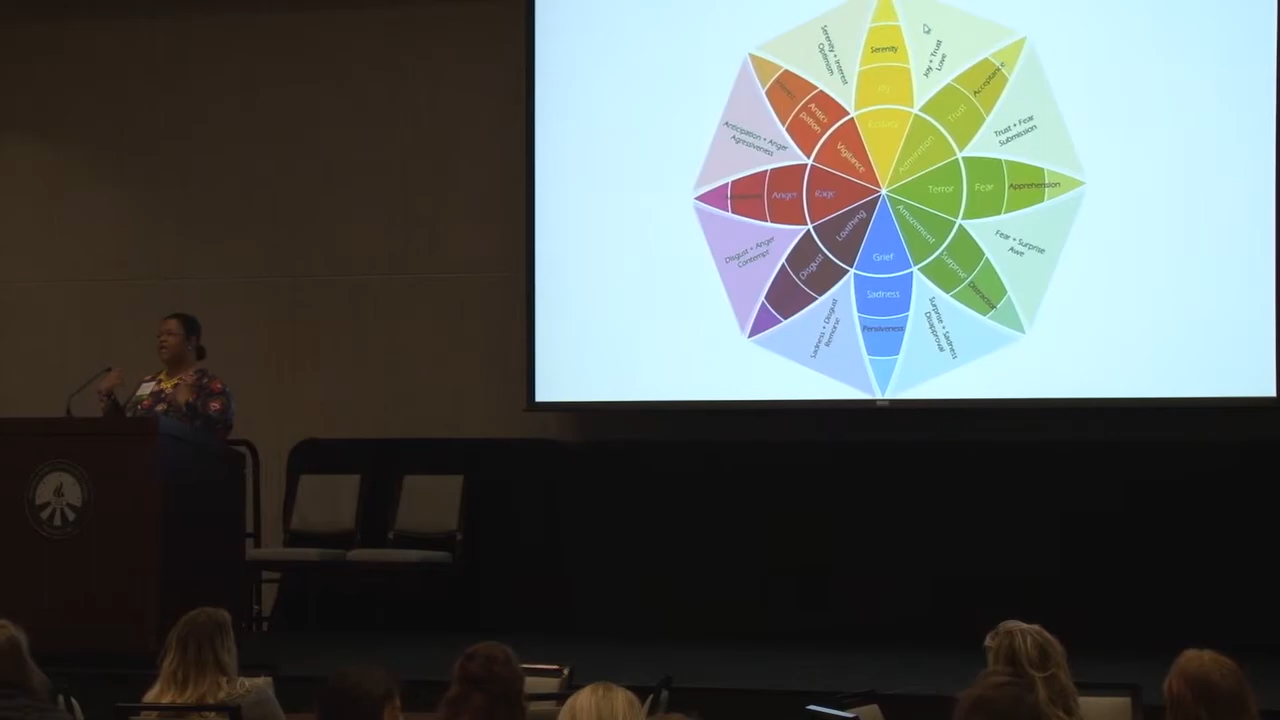 Serenity + Interest
Optimism
Serenity
Joy + Trust
Love
Joy
Ecstasy
Interest
Antici-
pation
Vigilance
Acceptance
Trust
Admiration
Anticipation + Anger
Agressiveness
Trust + Fear
Submission
Anger
Rage
Terror
Fear
Apprehension
Loathing
Disgust
Disgust + Anger
Contempt
Amazement
Surprise
Distraction
Fear + Surprise
Awe
Grief
Sadness
Pensiveness
Sadness + Disgust
Remorse
Surprise + Sadness
Disapproval